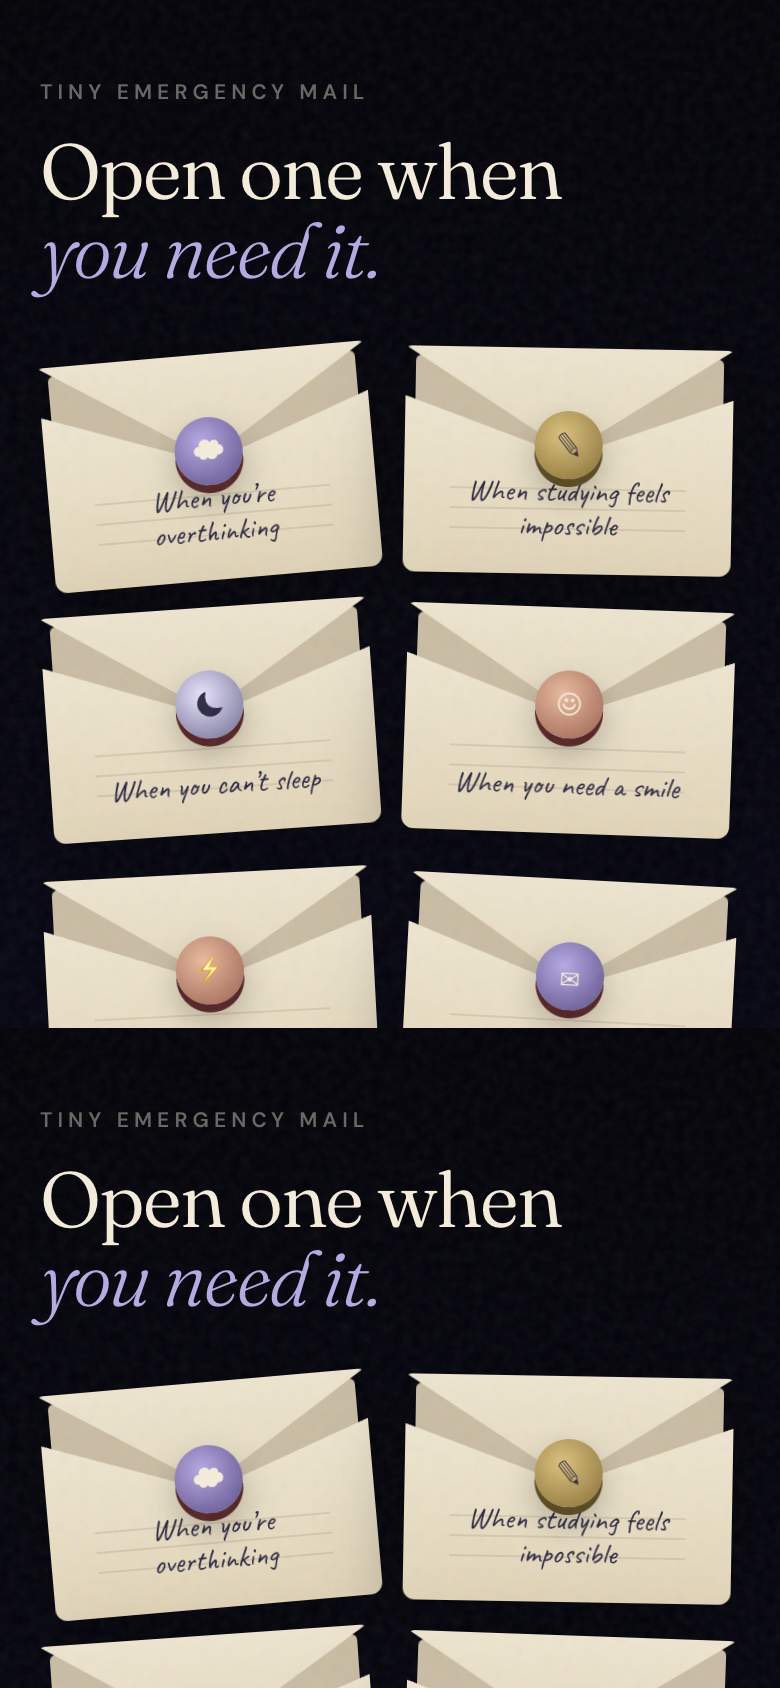 TINY EMERGENCY MAIL
Open one when
you need it.
When you're
overthinking
When studying feels
impossible
When you can't sleep
When you need a smile
TINY EMERGENCY MAIL
Open one when
you need it.
When you're
overthinking
When studying feels
impossible